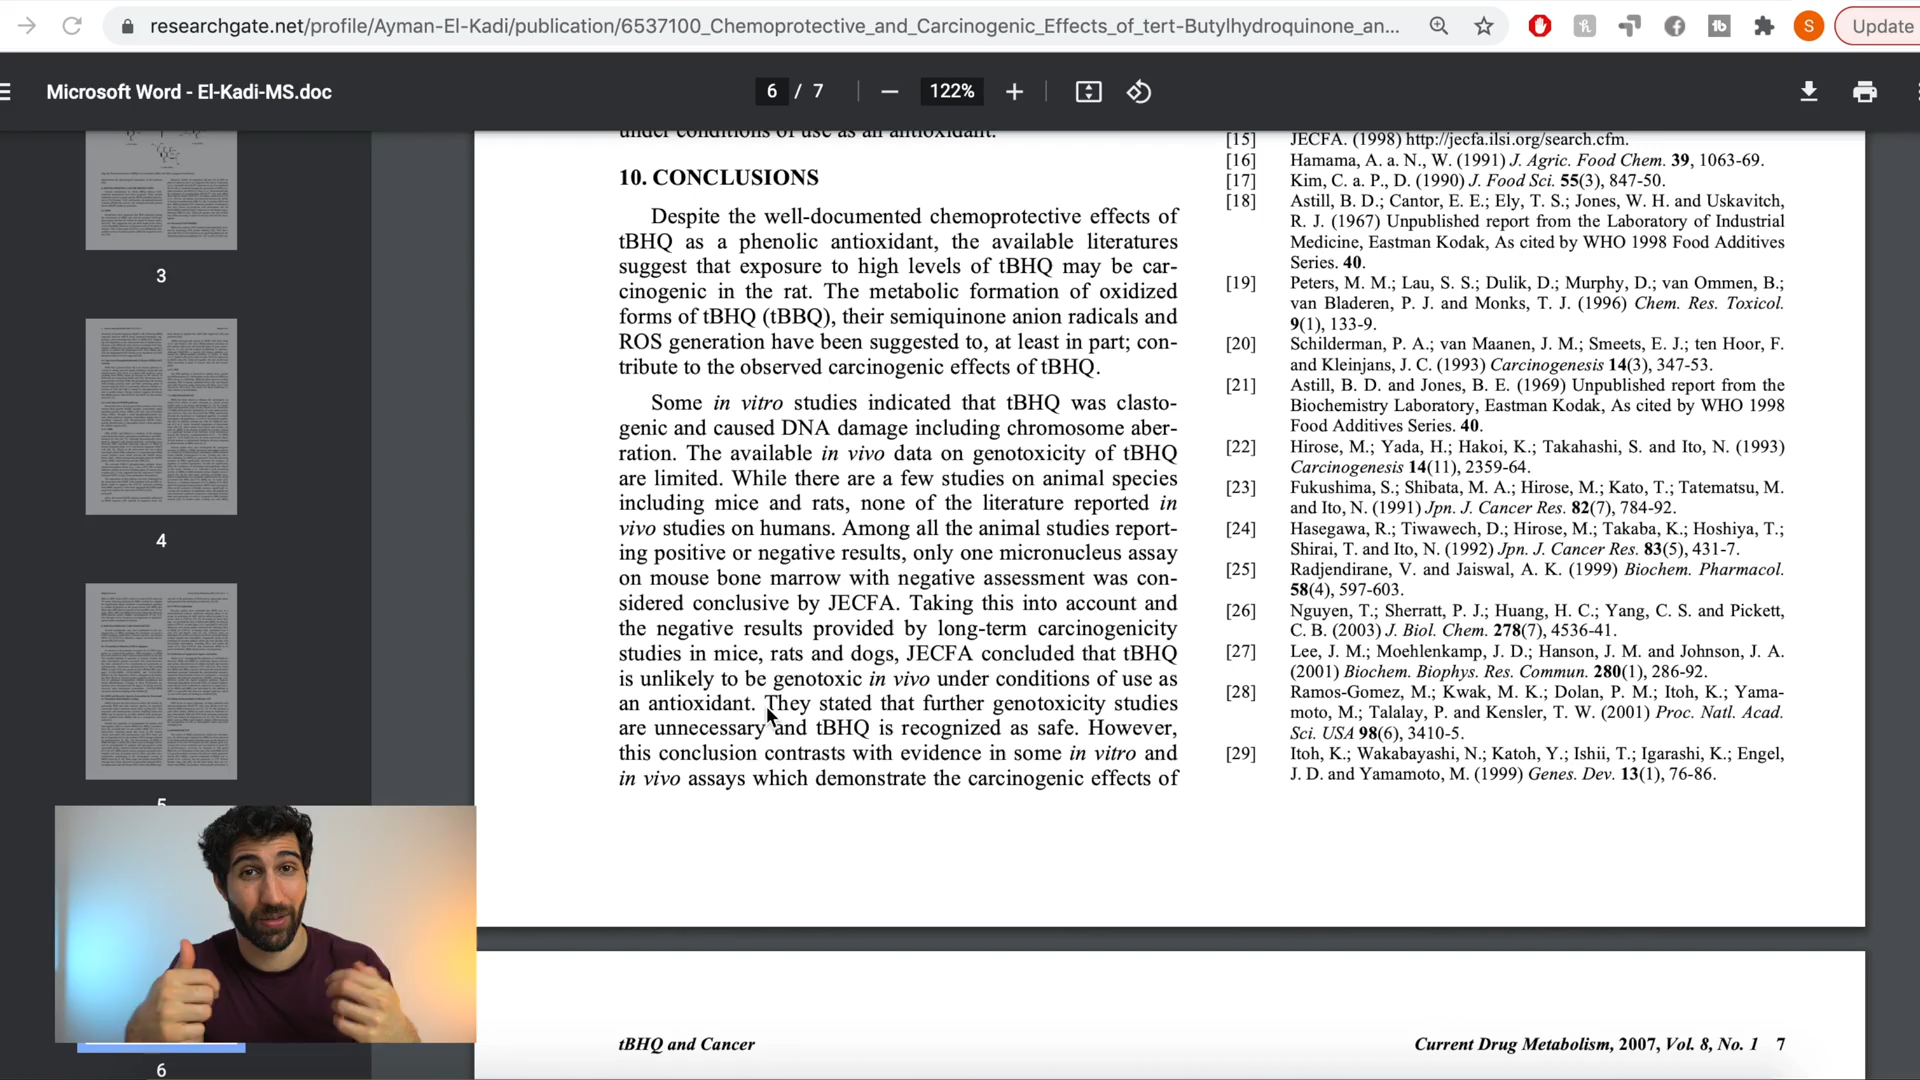 researchgate.net/profile/Ayman-El-Kadi/publication/6537100_Chemoprotective_and_Carcinogenic_Effects_of_tert-Butylhydroquinone_an...
S
Update
Microsoft Word - El-Kadi-MS.doc
6 / 7
122%
3
4
5
6
under conditions of use as an antioxidant.
10. CONCLUSIONS
Despite the well-documented chemoprotective effects of
tBHQ as a phenolic antioxidant, the available literatures
suggest that exposure to high levels of tBHQ may be car-
cinogenic in the rat. The metabolic formation of oxidized
forms of tBHQ (tBBQ), their semiquinone anion radicals and
ROS generation have been suggested to, at least in part; con-
tribute to the observed carcinogenic effects of tBHQ.
Some in vitro studies indicated that tBHQ was clasto-
genic and caused DNA damage including chromosome aber-
ration. The available in vivo data on genotoxicity of tBHQ
are limited. While there are a few studies on animal species
including mice and rats, none of the literature reported in
vivo studies on humans. Among all the animal studies report-
ing positive or negative results, only one micronucleus assay
on mouse bone marrow with negative assessment was con-
sidered conclusive by JECFA. Taking this into account and
the negative results provided by long-term carcinogenicity
studies in mice, rats and dogs, JECFA concluded that tBHQ
is unlikely to be genotoxic in vivo under conditions of use as
an antioxidant. They stated that further genotoxicity studies
are unnecessary and tBHQ is recognized as safe. However,
this conclusion contrasts with evidence in some in vitro and
in vivo assays which demonstrate the carcinogenic effects of
[15] JECFA. (1998) http://jecfa.ilsi.org/search.cfm.
[16] Hamama, A. a. N., W. (1991) J. Agric. Food Chem. 39, 1063-69.
[17] Kim, C. a. P., D. (1990) J. Food Sci. 55(3), 847-50.
[18] Astill, B. D.; Cantor, E. E.; Ely, T. S.; Jones, W. H. and Uskavitch,
R. J. (1967) Unpublished report from the Laboratory of Industrial
Medicine, Eastman Kodak, As cited by WHO 1998 Food Additives
Series. 40.
[19] Peters, M. M.; Lau, S. S.; Dulik, D.; Murphy, D.; van Ommen, B.;
van Bladeren, P. J. and Monks, T. J. (1996) Chem. Res. Toxicol.
9(1), 133-9.
[20] Schilderman, P. A.; van Maanen, J. M.; Smeets, E. J.; ten Hoor, F.
and Kleinjans, J. C. (1993) Carcinogenesis 14(3), 347-53.
[21] Astill, B. D. and Jones, B. E. (1969) Unpublished report from the
Biochemistry Laboratory, Eastman Kodak, As cited by WHO 1998
Food Additives Series. 40.
[22] Hirose, M.; Yada, H.; Hakoi, K.; Takahashi, S. and Ito, N. (1993)
Carcinogenesis 14(11), 2359-64.
[23] Fukushima, S.; Shibata, M. A.; Hirose, M.; Kato, T.; Tatematsu, M.
and Ito, N. (1991) Jpn. J. Cancer Res. 82(7), 784-92.
[24] Hasegawa, R.; Tiwawech, D.; Hirose, M.; Takaba, K.; Hoshiya, T.;
Shirai, T. and Ito, N. (1992) Jpn. J. Cancer Res. 83(5), 431-7.
[25] Radjendirane, V. and Jaiswal, A. K. (1999) Biochem. Pharmacol.
58(4), 597-603.
[26] Nguyen, T.; Sherratt, P. J.; Huang, H. C.; Yang, C. S. and Pickett,
C. B. (2003) J. Biol. Chem. 278(7), 4536-41.
[27] Lee, J. M.; Moehlenkamp, J. D.; Hanson, J. M. and Johnson, J. A.
(2001) Biochem. Biophys. Res. Commun. 280(1), 286-92.
[28] Ramos-Gomez, M.; Kwak, M. K.; Dolan, P. M.; Itoh, K.; Yama-
moto, M.; Talalay, P. and Kensler, T. W. (2001) Proc. Natl. Acad.
Sci. USA 98(6), 3410-5.
[29] Itoh, K.; Wakabayashi, N.; Katoh, Y.; Ishii, T.; Igarashi, K.; Engel,
J. D. and Yamamoto, M. (1999) Genes. Dev. 13(1), 76-86.
tBHQ and Cancer
Current Drug Metabolism, 2007, Vol. 8, No. 1 7